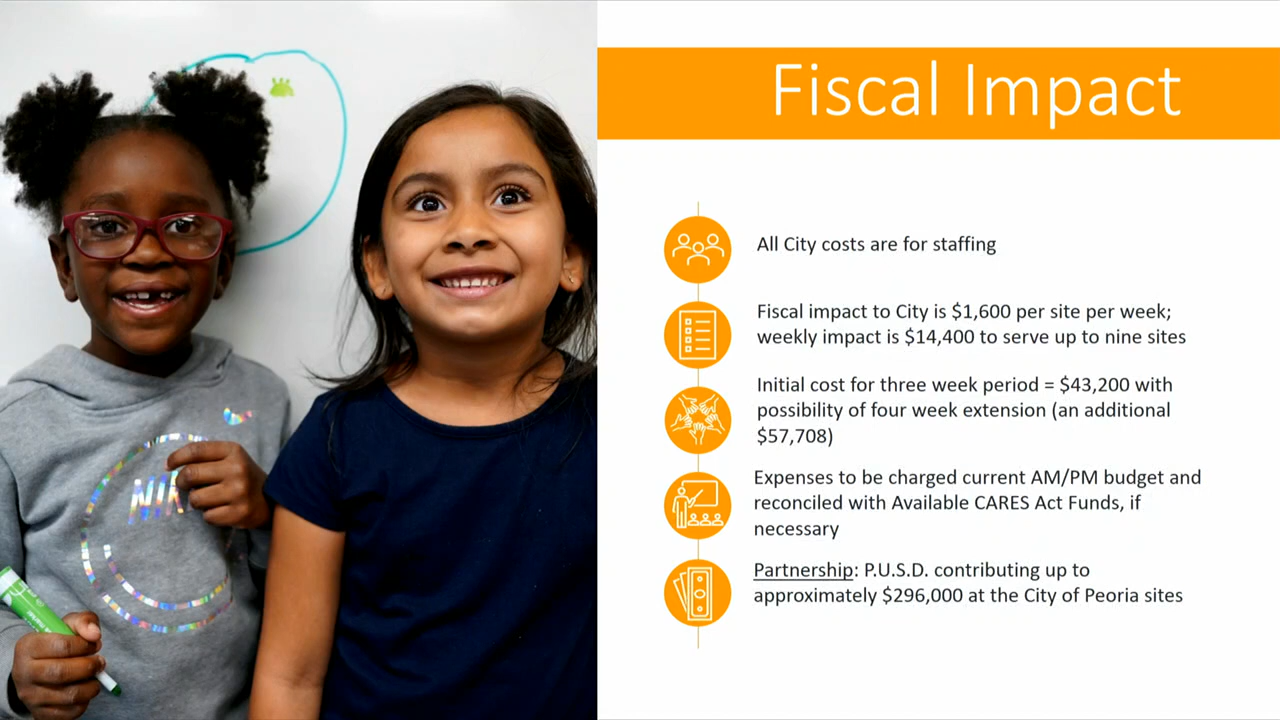 Fiscal Impact
All City costs are for staffing
Fiscal impact to City is $1,600 per site per week;
weekly impact is $14,400 to serve up to nine sites
Initial cost for three week period = $43,200 with
possibility of four week extension (an additional
$57,708)
Expenses to be charged current AM/PM budget and
reconciled with Available CARES Act Funds, if
necessary
Partnership: P.U.S.D. contributing up to
approximately $296,000 at the City of Peoria sites